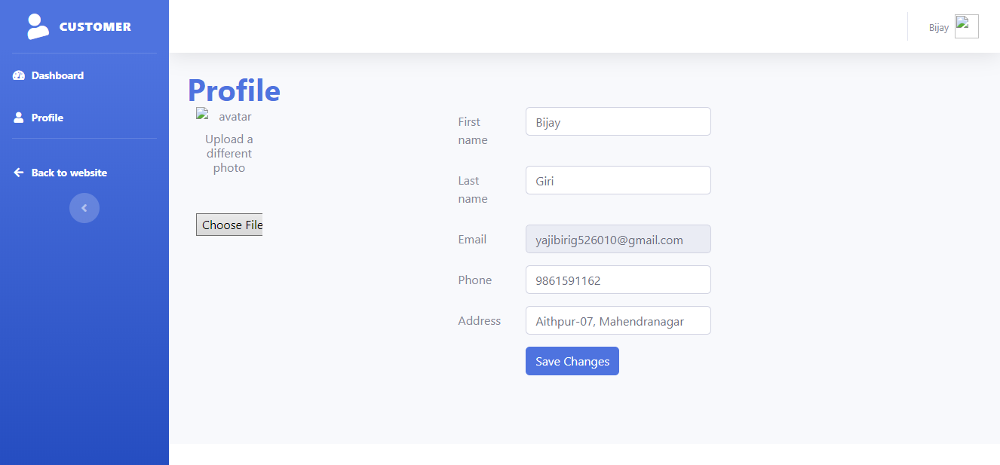 CUSTOMER
Bijay
Dashboard
Profile
Back to website
Profile
avatar
Upload a
different
photo
Choose File
First
name
Bijay
Last
name
Giri
Email
yajibirig526010@gmail.com
Phone
9861591162
Address
Aithpur-07, Mahendranagar
Save Changes